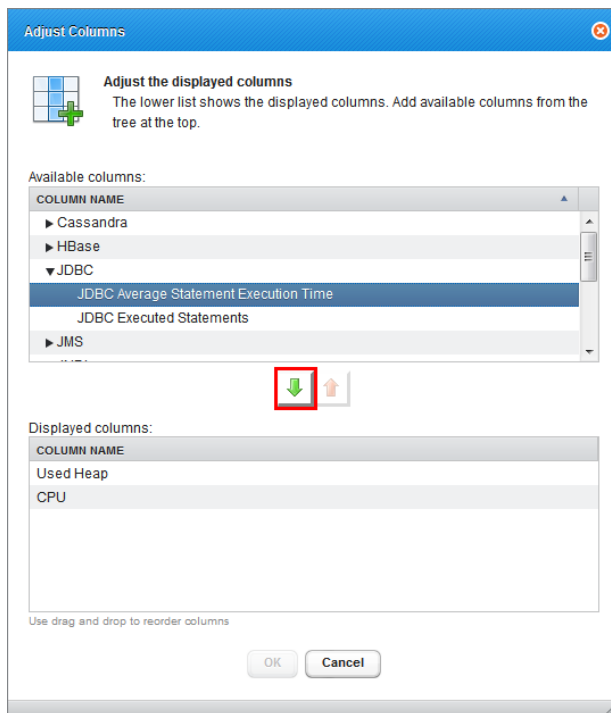 Adjust Columns
Adjust the displayed columns
The lower list shows the displayed columns. Add available columns from the
tree at the top.
Available columns:
COLUMN NAME
Cassandra
HBase
JDBC
JDBC Average Statement Execution Time
JDBC Executed Statements
JMS
Displayed columns:
COLUMN NAME
Used Heap
CPU
Use drag and drop to reorder columns
OK Cancel